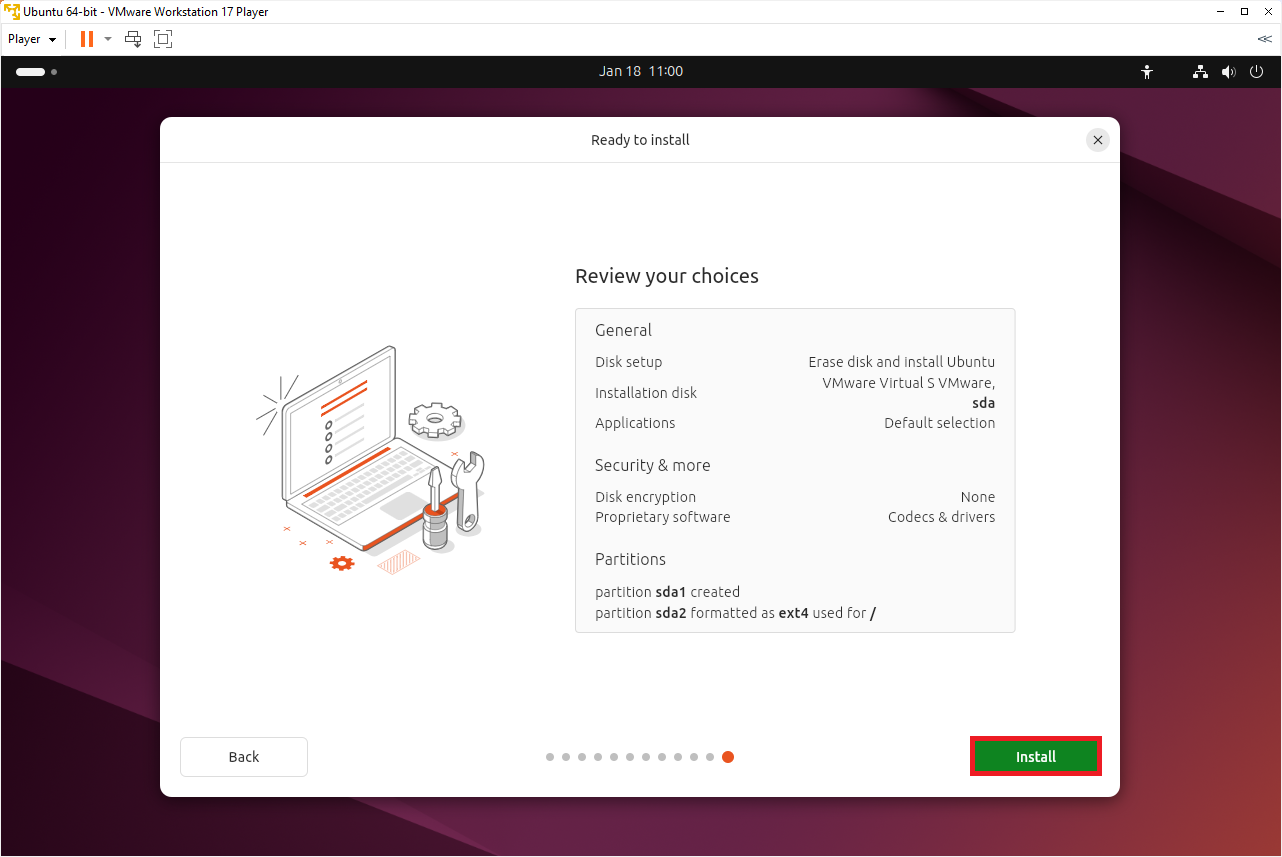 Ubuntu 64-bit - VMware Workstation 17 Player
Player
Jan 18 11:00
Ready to install
Review your choices
General
Disk setup Erase disk and install Ubuntu
Installation disk VMware Virtual S VMware,
sda
Applications Default selection
Security & more
Disk encryption None
Proprietary software Codecs & drivers
Partitions
partition sda1 created
partition sda2 formatted as ext4 used for /
Back Install